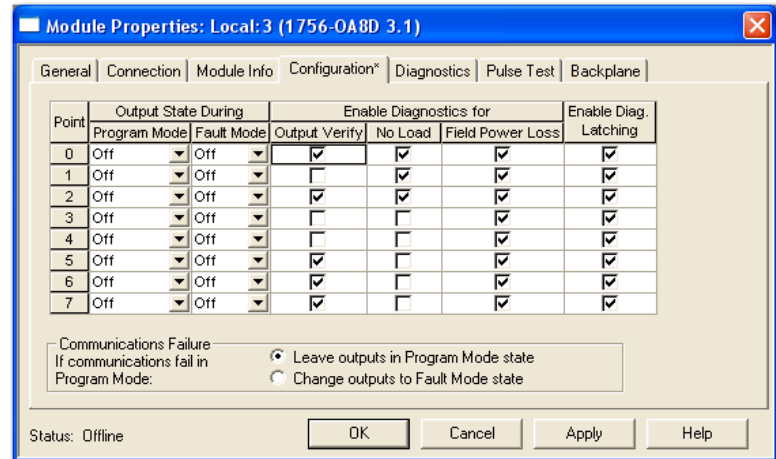 Module Properties: Local:3 (1756-OA8D 3.1)
General Connection Module Info Configuration* Diagnostics Pulse Test Backplane
Point Output State During Enable Diagnostics for Enable Diag. Latching
Program Mode Fault Mode Output Verify No Load Field Power Loss
0 Off Off
1 Off Off
2 Off Off
3 Off Off
4 Off Off
5 Off Off
6 Off Off
7 Off Off
Communications Failure
If communications fail in
Program Mode:
Leave outputs in Program Mode state
Change outputs to Fault Mode state
Status: Offline
OK Cancel Apply Help